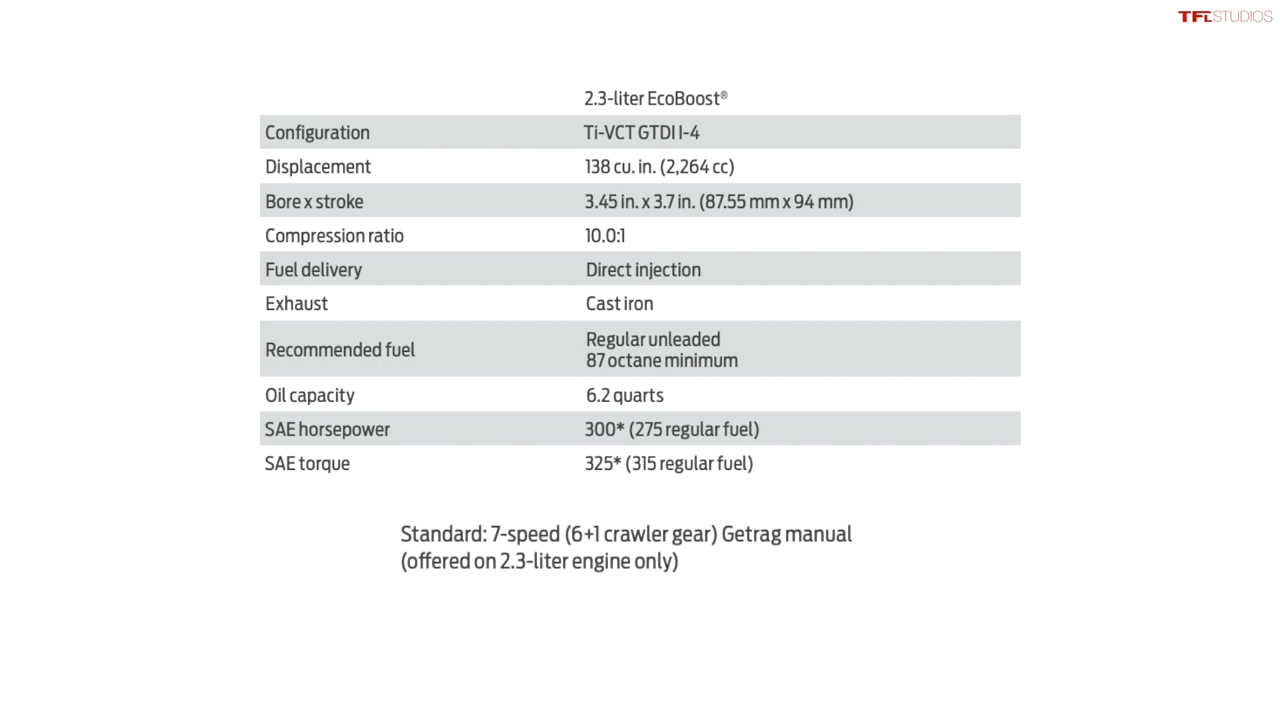 TFLSTUDIOS
2.3-liter EcoBoost®
Configuration Ti-VCT GTDI I-4
Displacement 138 cu. in. (2,264 cc)
Bore x stroke 3.45 in. x 3.7 in. (87.55 mm x 94 mm)
Compression ratio 10.0:1
Fuel delivery Direct injection
Exhaust Cast iron
Recommended fuel Regular unleaded
87 octane minimum
Oil capacity 6.2 quarts
SAE horsepower 300* (275 regular fuel)
SAE torque 325* (315 regular fuel)
Standard: 7-speed (6+1 crawler gear) Getrag manual
(offered on 2.3-liter engine only)